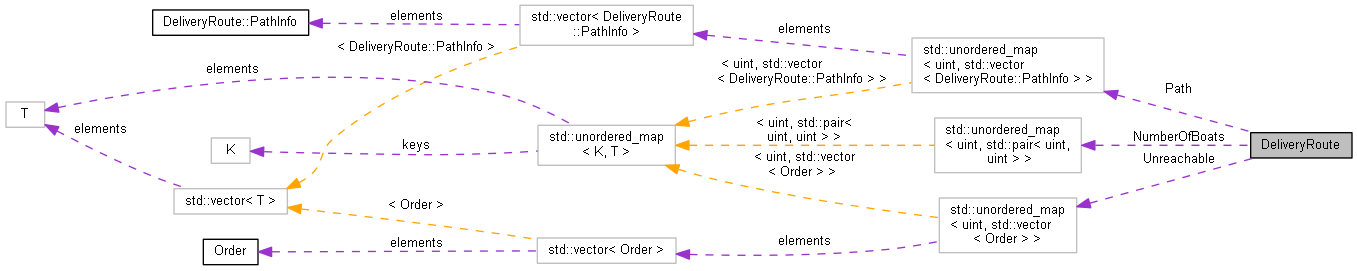 DeliveryRoute::PathInfo
elements
std::vector< DeliveryRoute
::PathInfo >
elements
< DeliveryRoute::PathInfo >
std::unordered_map
< uint, std::vector
< DeliveryRoute::PathInfo > >
< uint, std::vector
< DeliveryRoute::PathInfo > >
elements
Path
T
elements
std::unordered_map
< K, T >
< uint, std::pair<
uint, uint > >
std::unordered_map
< uint, std::pair< uint,
uint > >
NumberOfBoats
DeliveryRoute
K
keys
< uint, std::vector
< Order > >
Unreachable
std::vector< T >
< Order >
std::unordered_map
< uint, std::vector
< Order > >
Order
elements
std::vector< Order >
elements